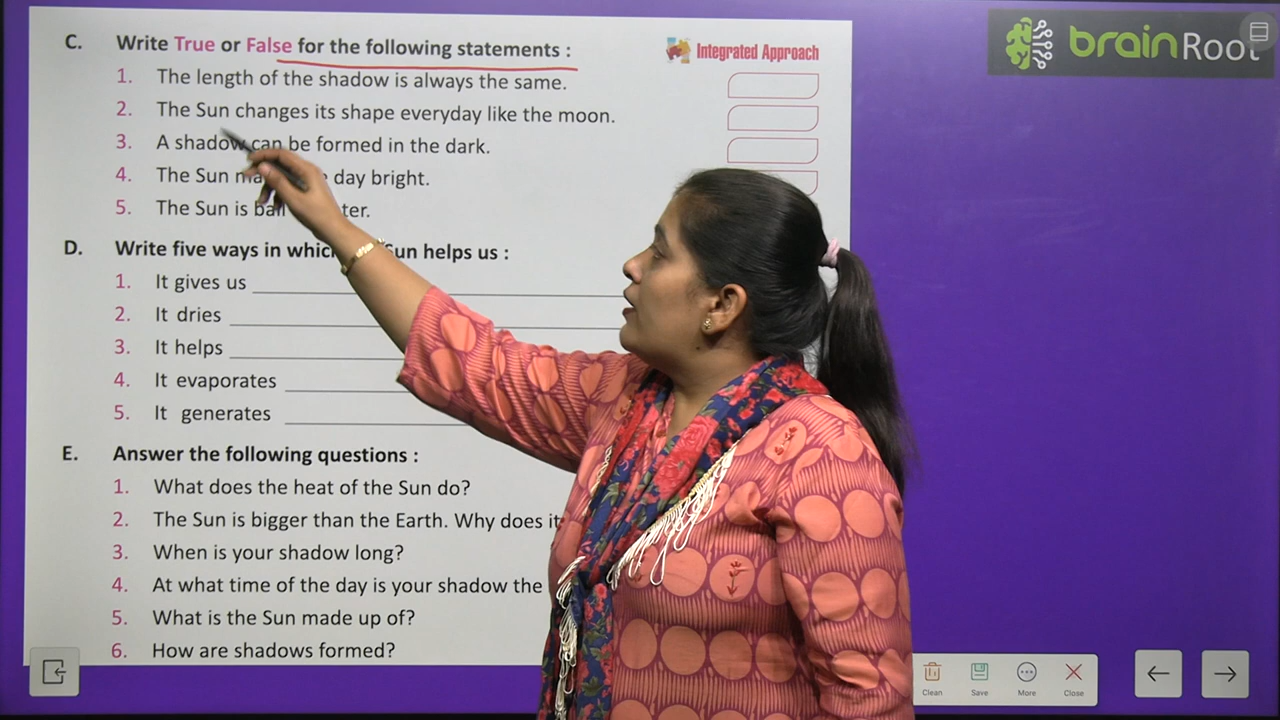 brainRoot
C. Write True or False for the following statements :
Integrated Approach
1. The length of the shadow is always the same.
2. The Sun changes its shape everyday like the moon.
3. A shadow can be formed in the dark.
4. The Sun day bright.
5. The Sun is
D. Write five ways in which Sun helps us :
1. It gives us
2. It dries
3. It helps
4. It evaporates
5. It generates
E. Answer the following questions :
1. What does the heat of the Sun do?
2. The Sun is bigger than the Earth. Why does it
3. When is your shadow long?
4. At what time of the day is your shadow the
5. What is the Sun made up of?
6. How are shadows formed?
Clean Save More Close